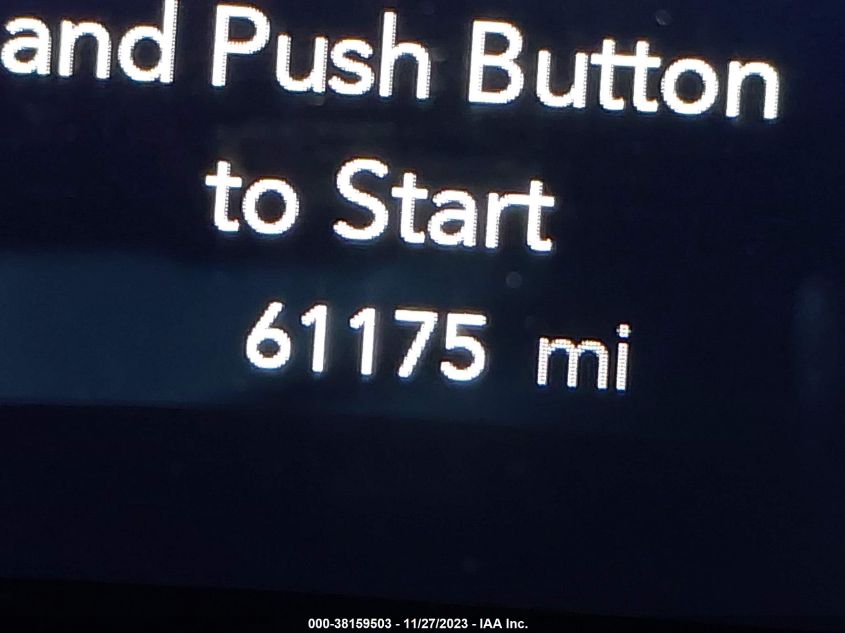 and Push Button
to Start
61175 mi
000-38159503 - 11/27/2023 - IAA Inc.